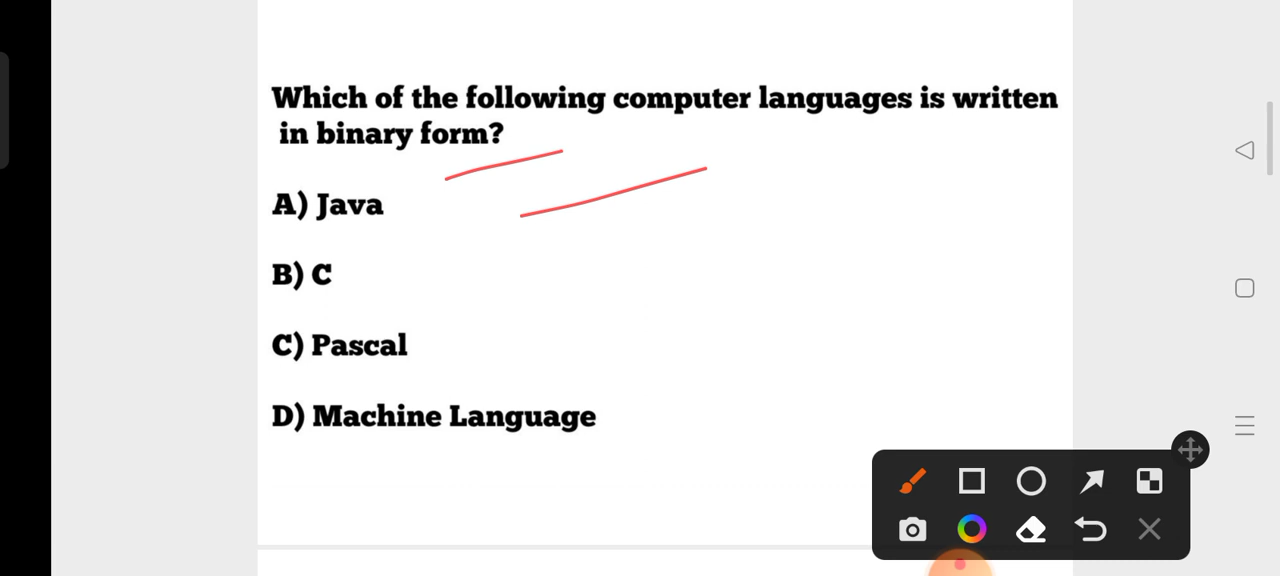 Which of the following computer languages is written
in binary form?
A) Java
B) C
C) Pascal
D) Machine Language